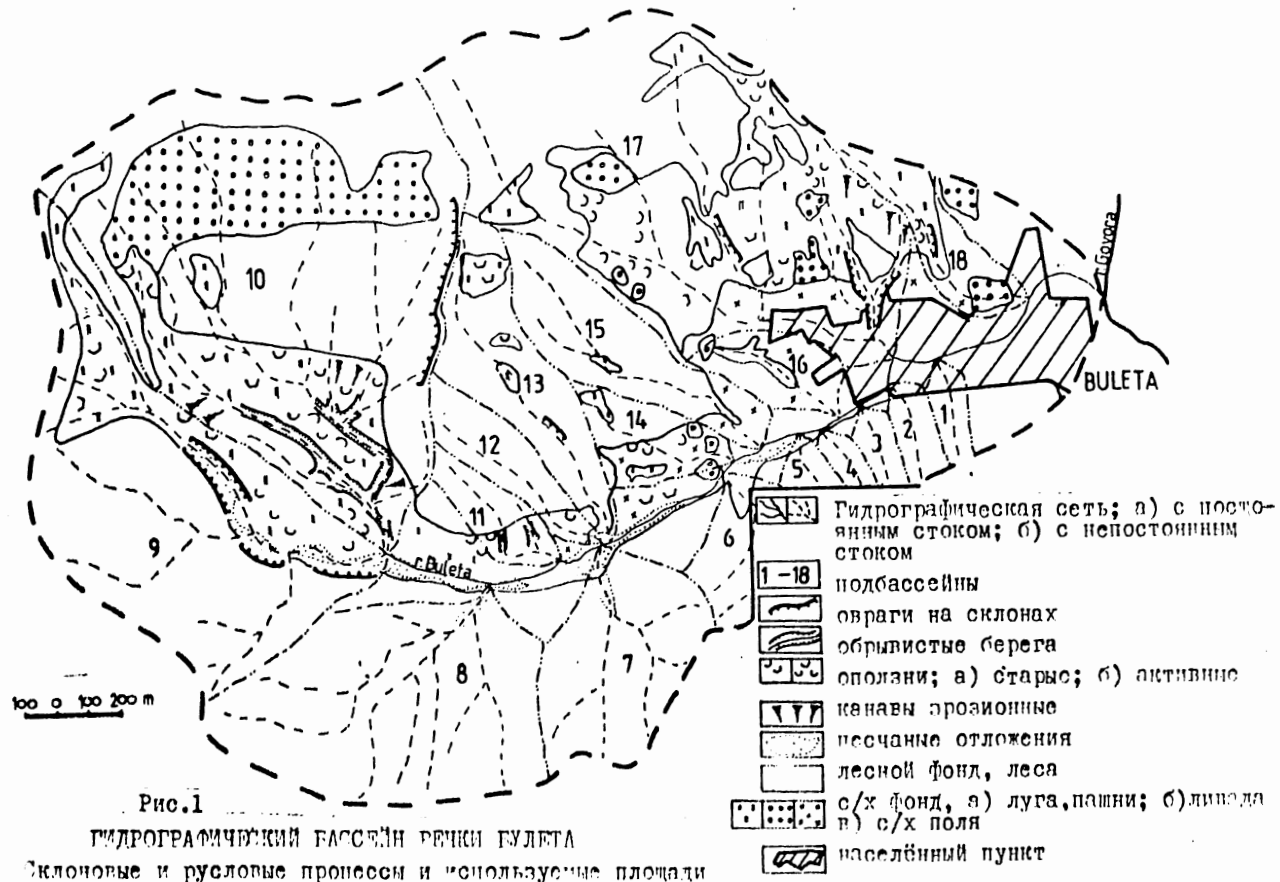 17
10
18
r.Govora
15
13
16
BULETA
14
12
3
2
1
5
4
11
6
9
r.Buleta
8
7
100 0 100 200 m
Гидрографическая сеть; а) с посто-
янным стоком; б) с непостоянным
стоком
1-18
подбассейны
овраги на склонах
обрывистые берега
оползни; а) старые; б) активные
канавы эрозионные
песчаные отложения
лесной фонд, леса
с/х фонд, а) луга,пашни; б)
в) с/х поля
населённый пункт
Рис.1
ГИДРОГРАФИЧЕСКИЙ БАССЕЙН РЕЧКИ БУЛЕТА
Склоновые и русловые процессы и используемые площади